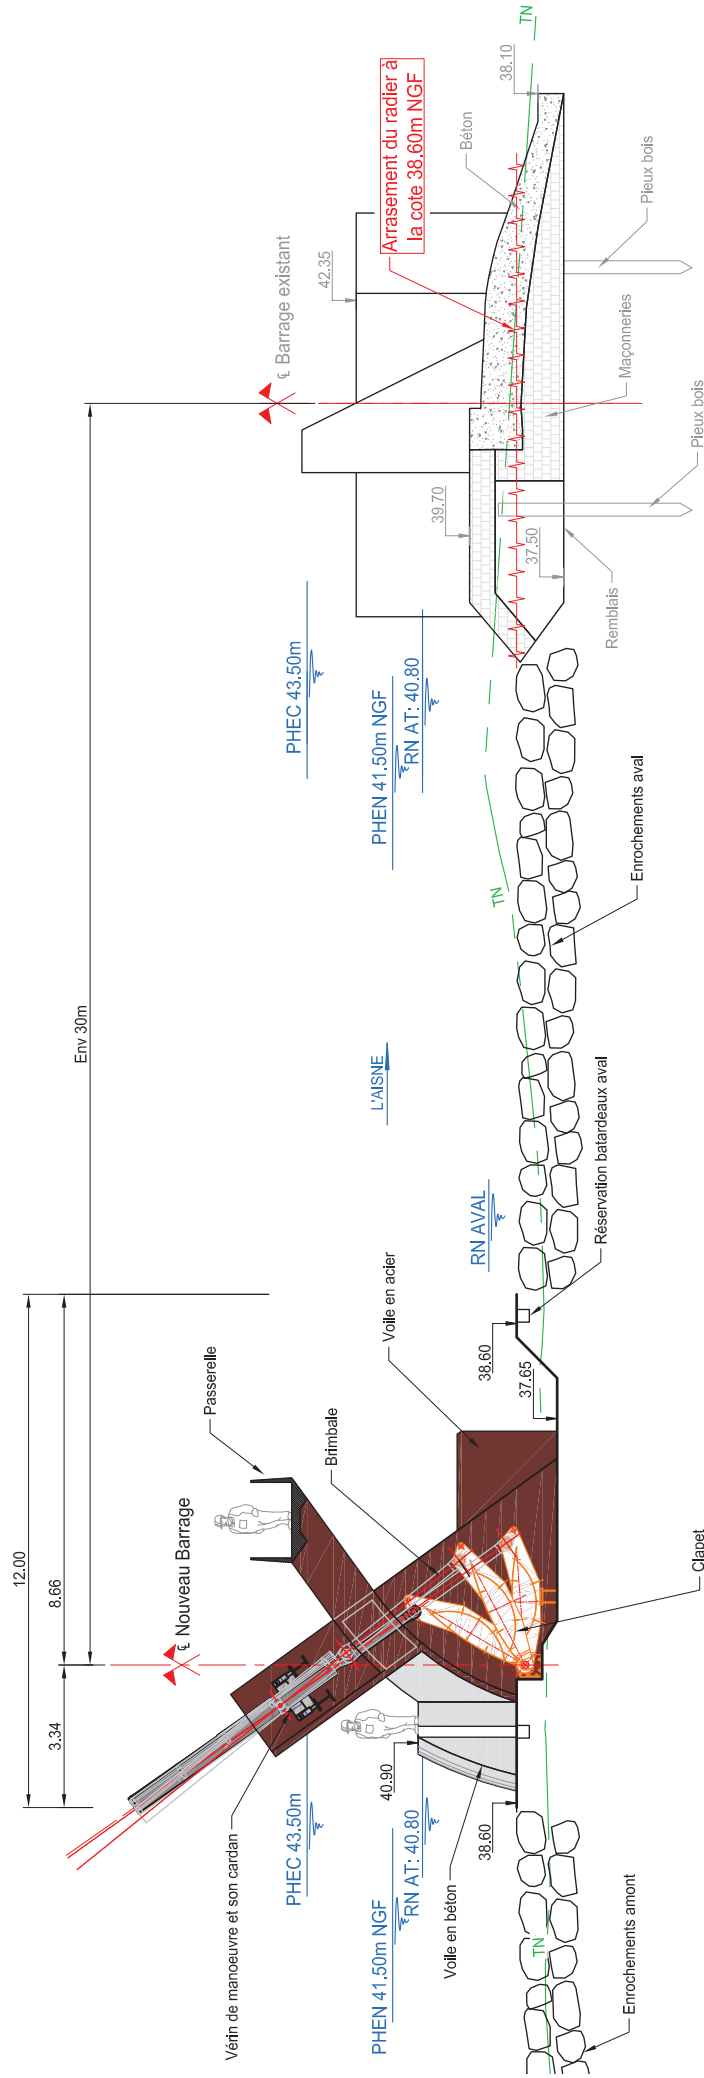 Env 30m
12.00
8.66
3.34
℄ Nouveau Barrage
℄ Barrage existant
Passerelle
Brimbale
Voile en acier
Vérin de manoeuvre et son cardan
PHEC 43.50m
PHEN 41.50m NGF
RN AT: 40.80
40.90
38.60
Voile en béton
Enrochements amont
TN
Clapet
37.65
38.60
Réservation batardeaux aval
RN AVAL
L'AISNE
Enrochements aval
TN
PHEC 43.50m
PHEN 41.50m NGF
RN AT: 40.80
39.70
37.50
Remblais
Pieux bois
Maçonneries
Pieux bois
42.35
Arrasement du radier à
la cote 38.60m NGF
Béton
38.10
TN